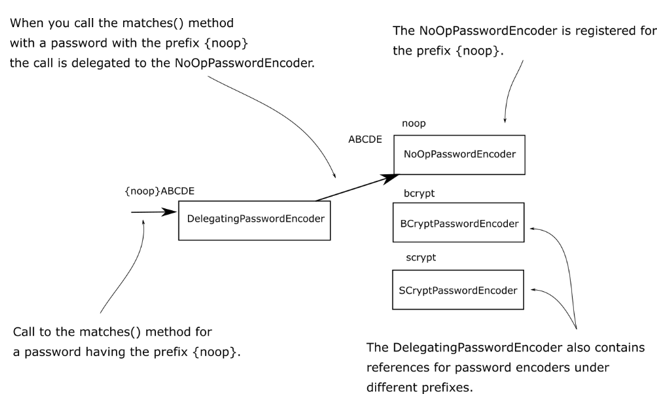 When you call the matches() method
with a password with the prefix {noop}
the call is delegated to the NoOpPasswordEncoder.
The NoOpPasswordEncoder is registered for
the prefix {noop}.
noop
ABCDE
NoOpPasswordEncoder
{noop}ABCDE
DelegatingPasswordEncoder
bcrypt
BCryptPasswordEncoder
scrypt
SCryptPasswordEncoder
Call to the matches() method for
a password having the prefix {noop}.
The DelegatingPasswordEncoder also contains
references for password encoders under
different prefixes.